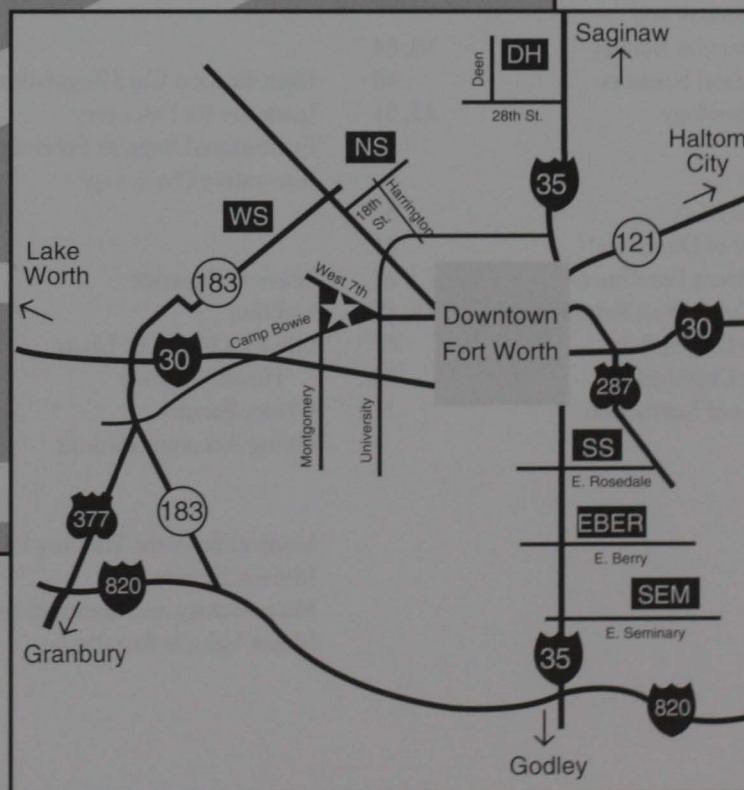 Saginaw
DH
Deen
28th St.
NS
Haltom
City
35
Harrington
18th St.
WS
121
Lake
Worth
183
West 7th
Downtown
Fort Worth
30
Camp Bowie
30
287
Montgomery
University
SS
E. Rosedale
377
183
EBER
E. Berry
820
SEM
E. Seminary
Granbury
35
820
Godley